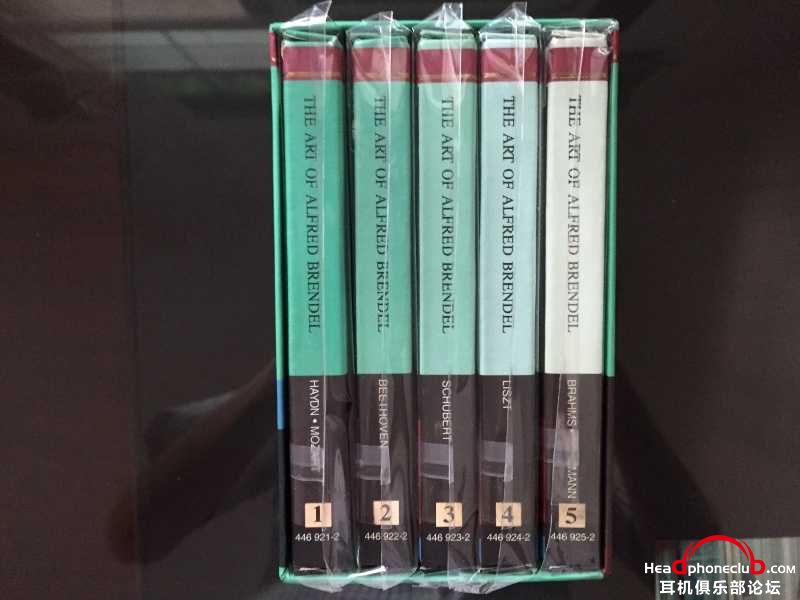 THE ART OF ALFRED BRENDEL
HAYDN •
1
446 921-2
THE ART OF ALFRED BRENDEL
BEETHOVEN
2
446 922-2
THE ART OF ALFRED BRENDEL
SCHUBERT
3
446 923-2
THE ART OF ALFRED BRENDEL
LISZT
4
446 924-2
THE ART OF ALFRED BRENDEL
BRAHMS
5
446 925-2
HeadphoneclubD.com
耳机俱乐部论坛